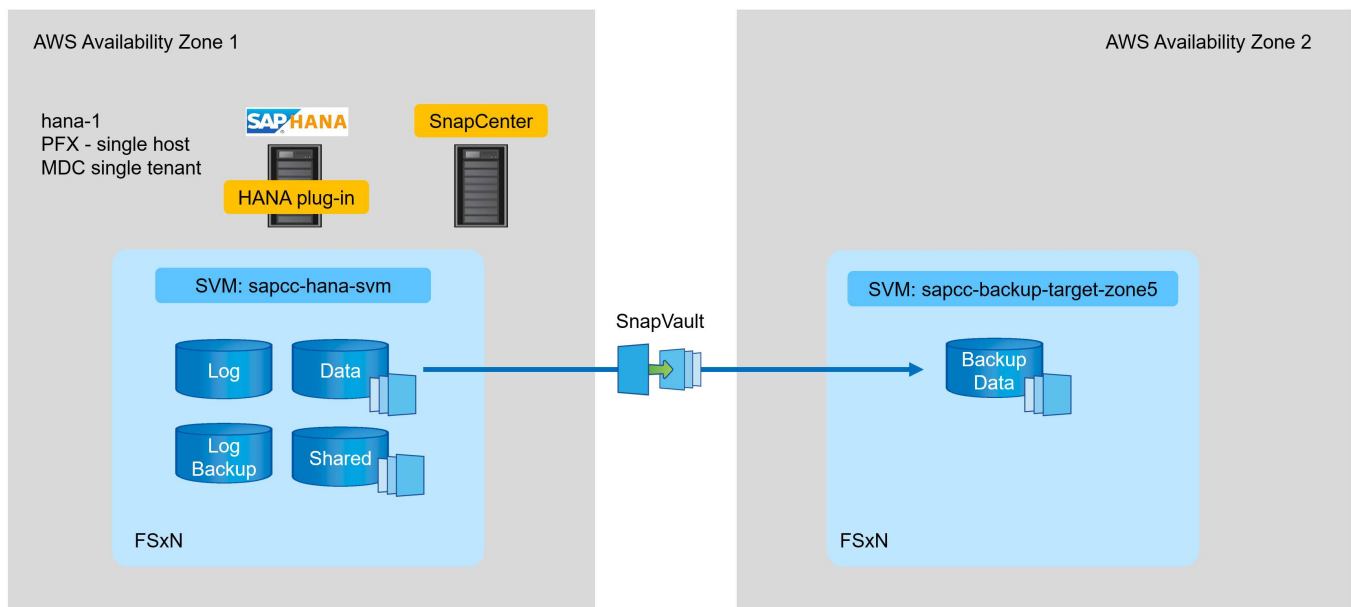 AWS Availability Zone 1
AWS Availability Zone 2
hana-1
PFX - single host
MDC single tenant
SAP HANA
SnapCenter
HANA plug-in
SVM: sapcc-hana-svm
Log
Data
Log
Backup
Shared
FSxN
SnapVault
SVM: sapcc-backup-target-zone5
Backup
Data
FSxN